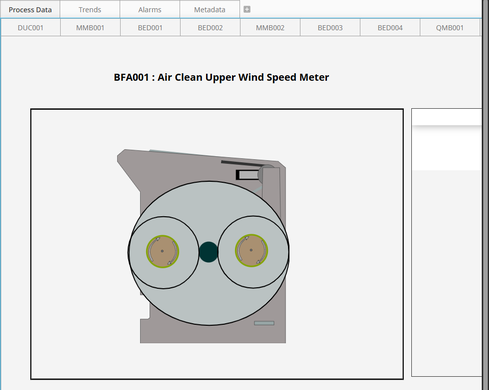 Process Data Trends Alarms Metadata
DUC001 MMB001 BED001 BED002 MMB002 BED003 BED004 QMB001
BFA001 : Air Clean Upper Wind Speed Meter